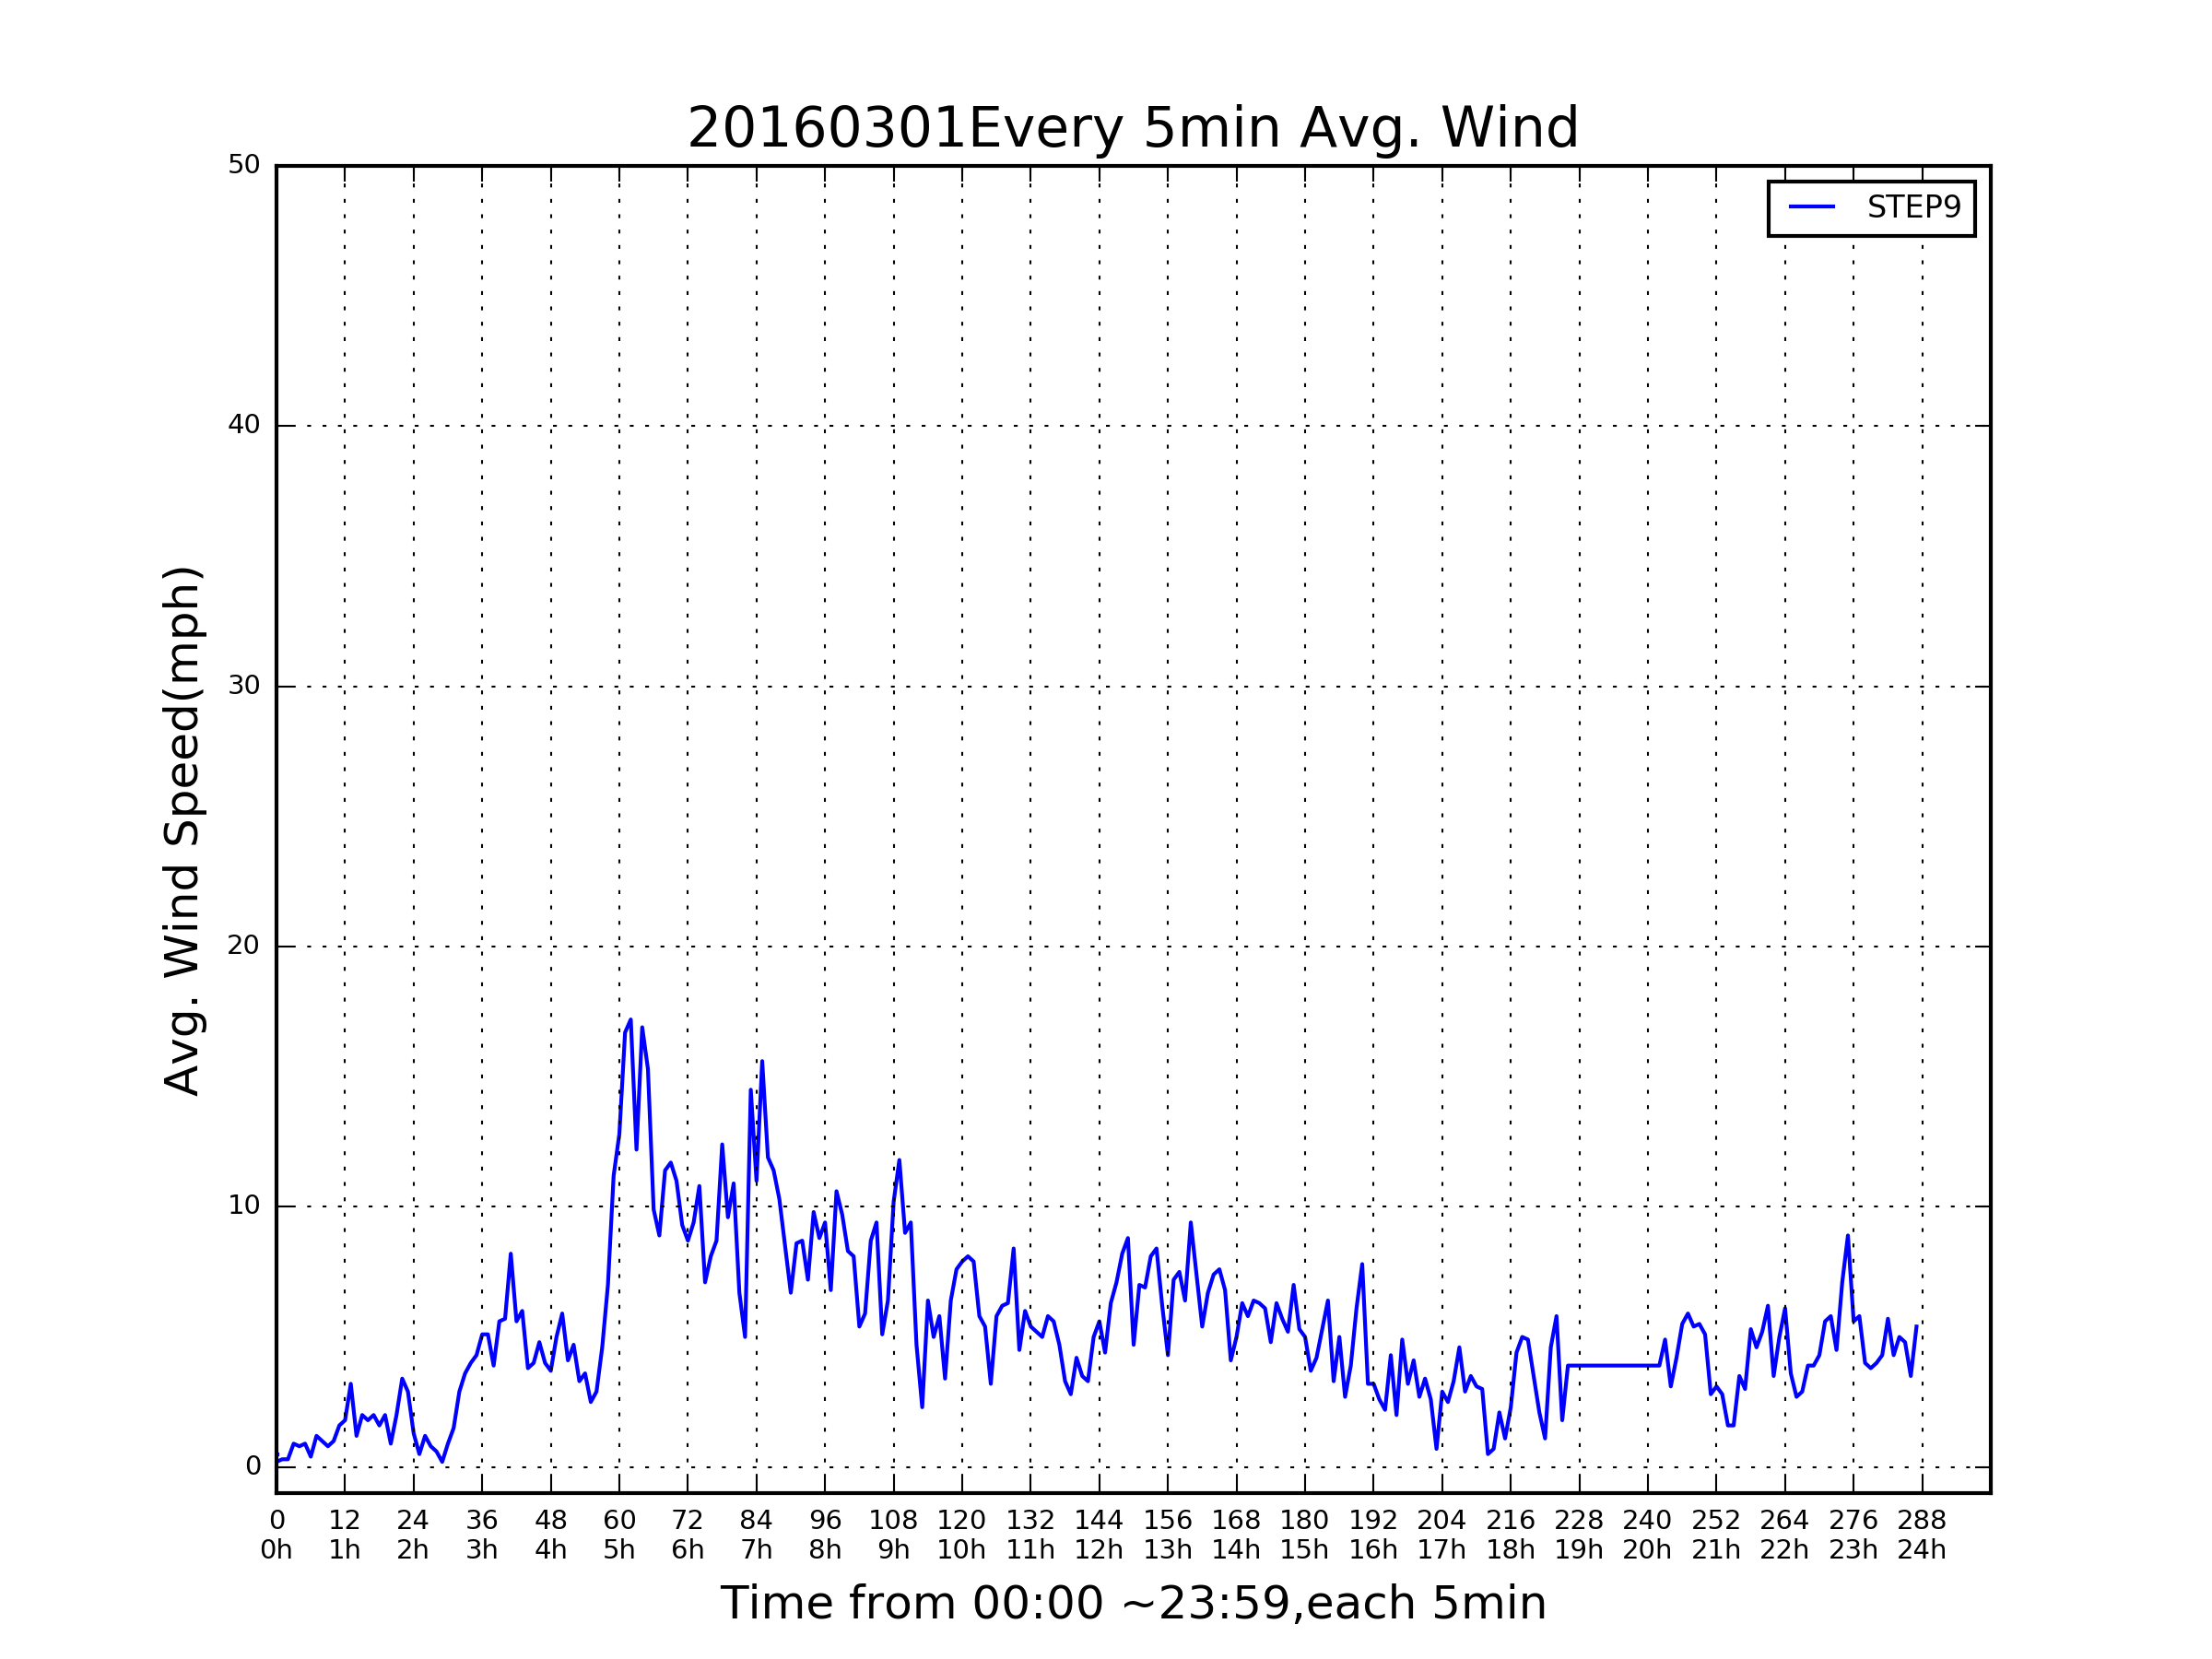 20160301Every 5min Avg. Wind
STEP9
50
40
30
20
10
0
Avg. Wind Speed(mph)
0 12 24 36 48 60 72 84 96 108 120 132 144 156 168 180 192 204 216 228 240 252 264 276 288
0h 1h 2h 3h 4h 5h 6h 7h 8h 9h 10h 11h 12h 13h 14h 15h 16h 17h 18h 19h 20h 21h 22h 23h 24h
Time from 00:00 ~23:59,each 5min